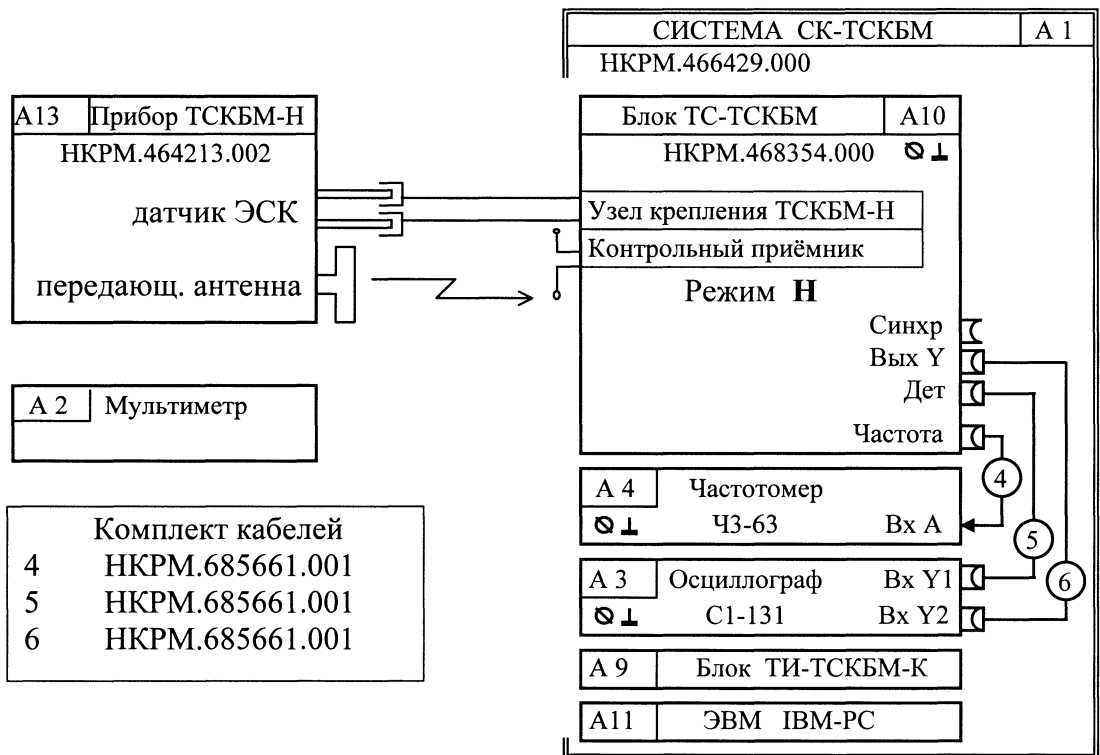 СИСТЕМА СК-ТСКБМ А 1
НКРМ.466429.000
А13 Прибор ТСКБМ-Н
НКРМ.464213.002
датчик ЭСК
передающ. антенна
Блок ТС-ТСКБМ А10
НКРМ.468354.000
Узел крепления ТСКБМ-Н
Контрольный приёмник
Режим Н
Синхр
Вых Y
Дет
Частота
А 2 Мультиметр
4
5
6
А 4 Частотомер
Ч3-63 Вх А
А 3 Осциллограф Вх Y1
С1-131 Вх Y2
А 9 Блок ТИ-ТСКБМ-К
А11 ЭВМ IBM-PC
Комплект кабелей
4 НКРМ.685661.001
5 НКРМ.685661.001
6 НКРМ.685661.001